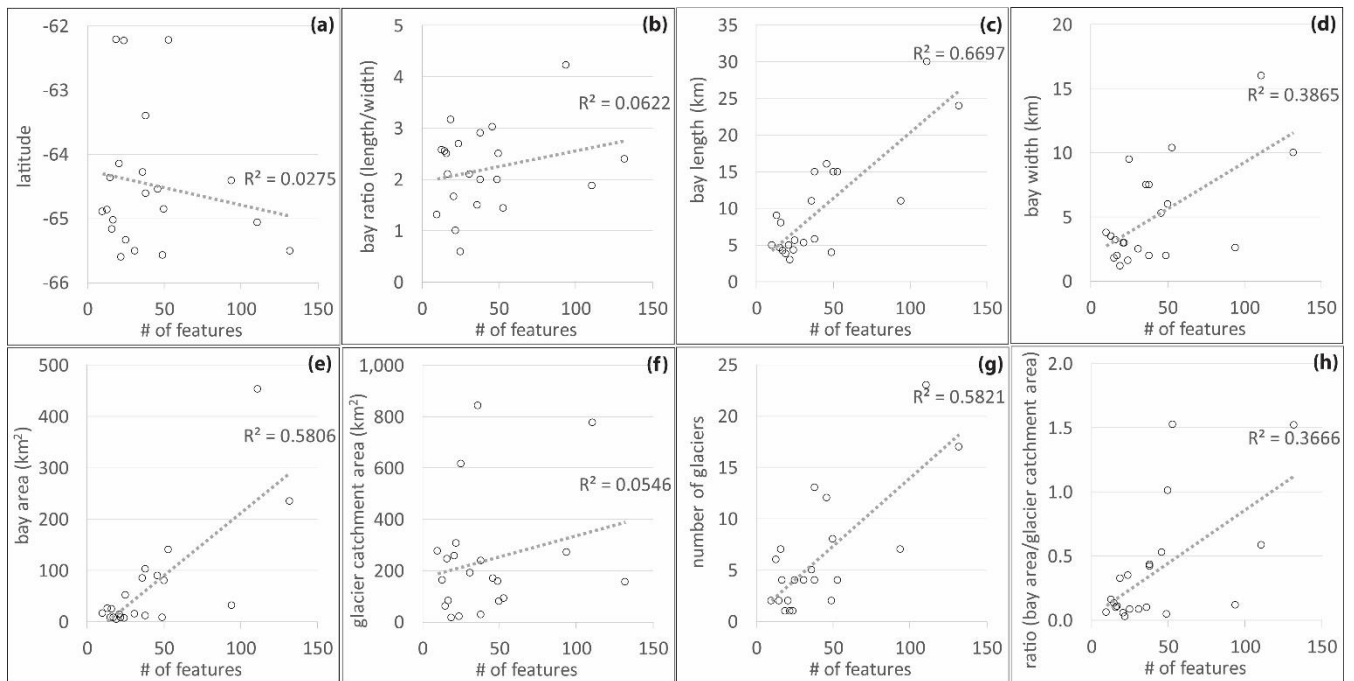 (a)
latitude
-62
-63
-64
-65
-66
R² = 0.0275
0 50 100 150
# of features
(b)
bay ratio (length/width)
5
4
3
2
1
0
R² = 0.0622
0 50 100 150
# of features
(c)
bay length (km)
35
30
25
20
15
10
5
0
R² = 0.6697
0 50 100 150
# of features
(d)
bay width (km)
20
15
10
5
0
R² = 0.3865
0 50 100 150
# of features
(e)
bay area (km²)
500
400
300
200
100
0
R² = 0.5806
0 50 100 150
# of features
(f)
glacier catchment area (km²)
1,000
800
600
400
200
0
R² = 0.0546
0 50 100 150
# of features
(g)
number of glaciers
25
20
15
10
5
0
R² = 0.5821
0 50 100 150
# of features
(h)
ratio (bay area/glacier catchment area)
2.0
1.5
1.0
0.5
0.0
R² = 0.3666
0 50 100 150
# of features